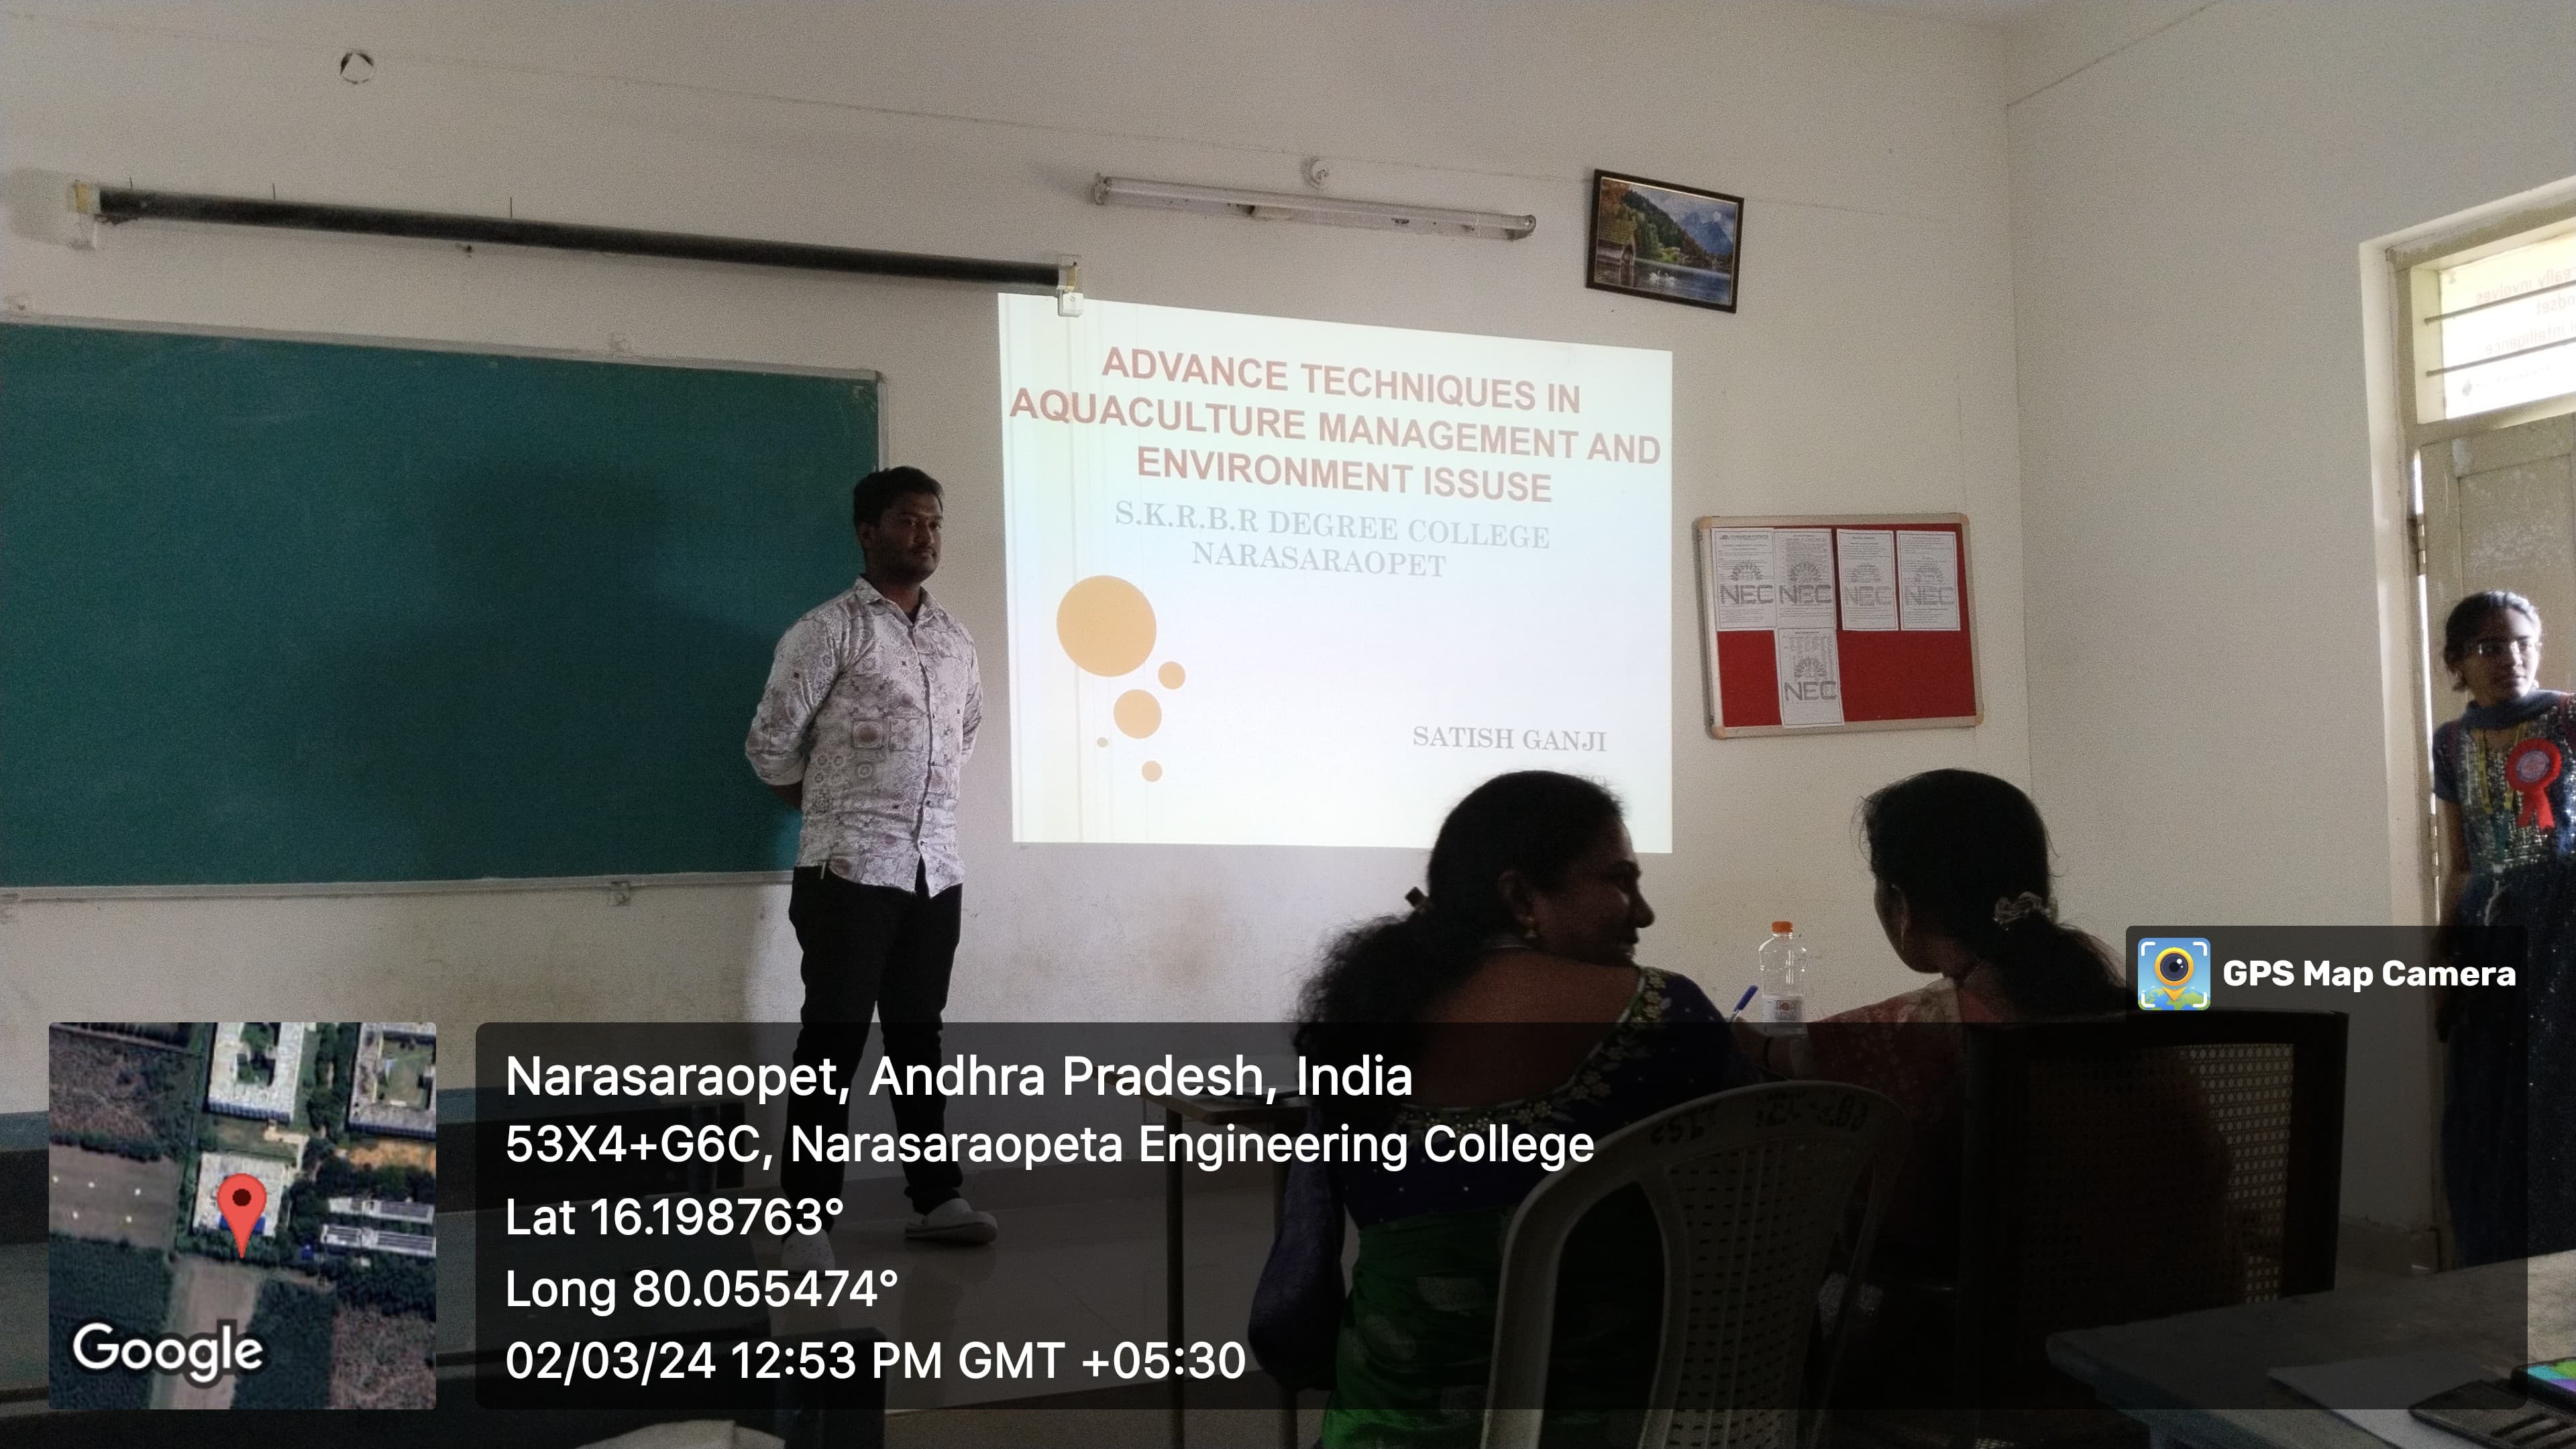 ADVANCE TECHNIQUES IN
AQUACULTURE MANAGEMENT AND
ENVIRONMENT ISSUSE
S.K.R.B.R DEGREE COLLEGE
NARASARAOPET
SATISH GANJI
NEC
NEC
NEC
NEC
NEC
GPS Map Camera
Narasaraopet, Andhra Pradesh, India
53X4+G6C, Narasaraopeta Engineering College
Lat 16.198763°
Long 80.055474°
02/03/24 12:53 PM GMT +05:30
Google